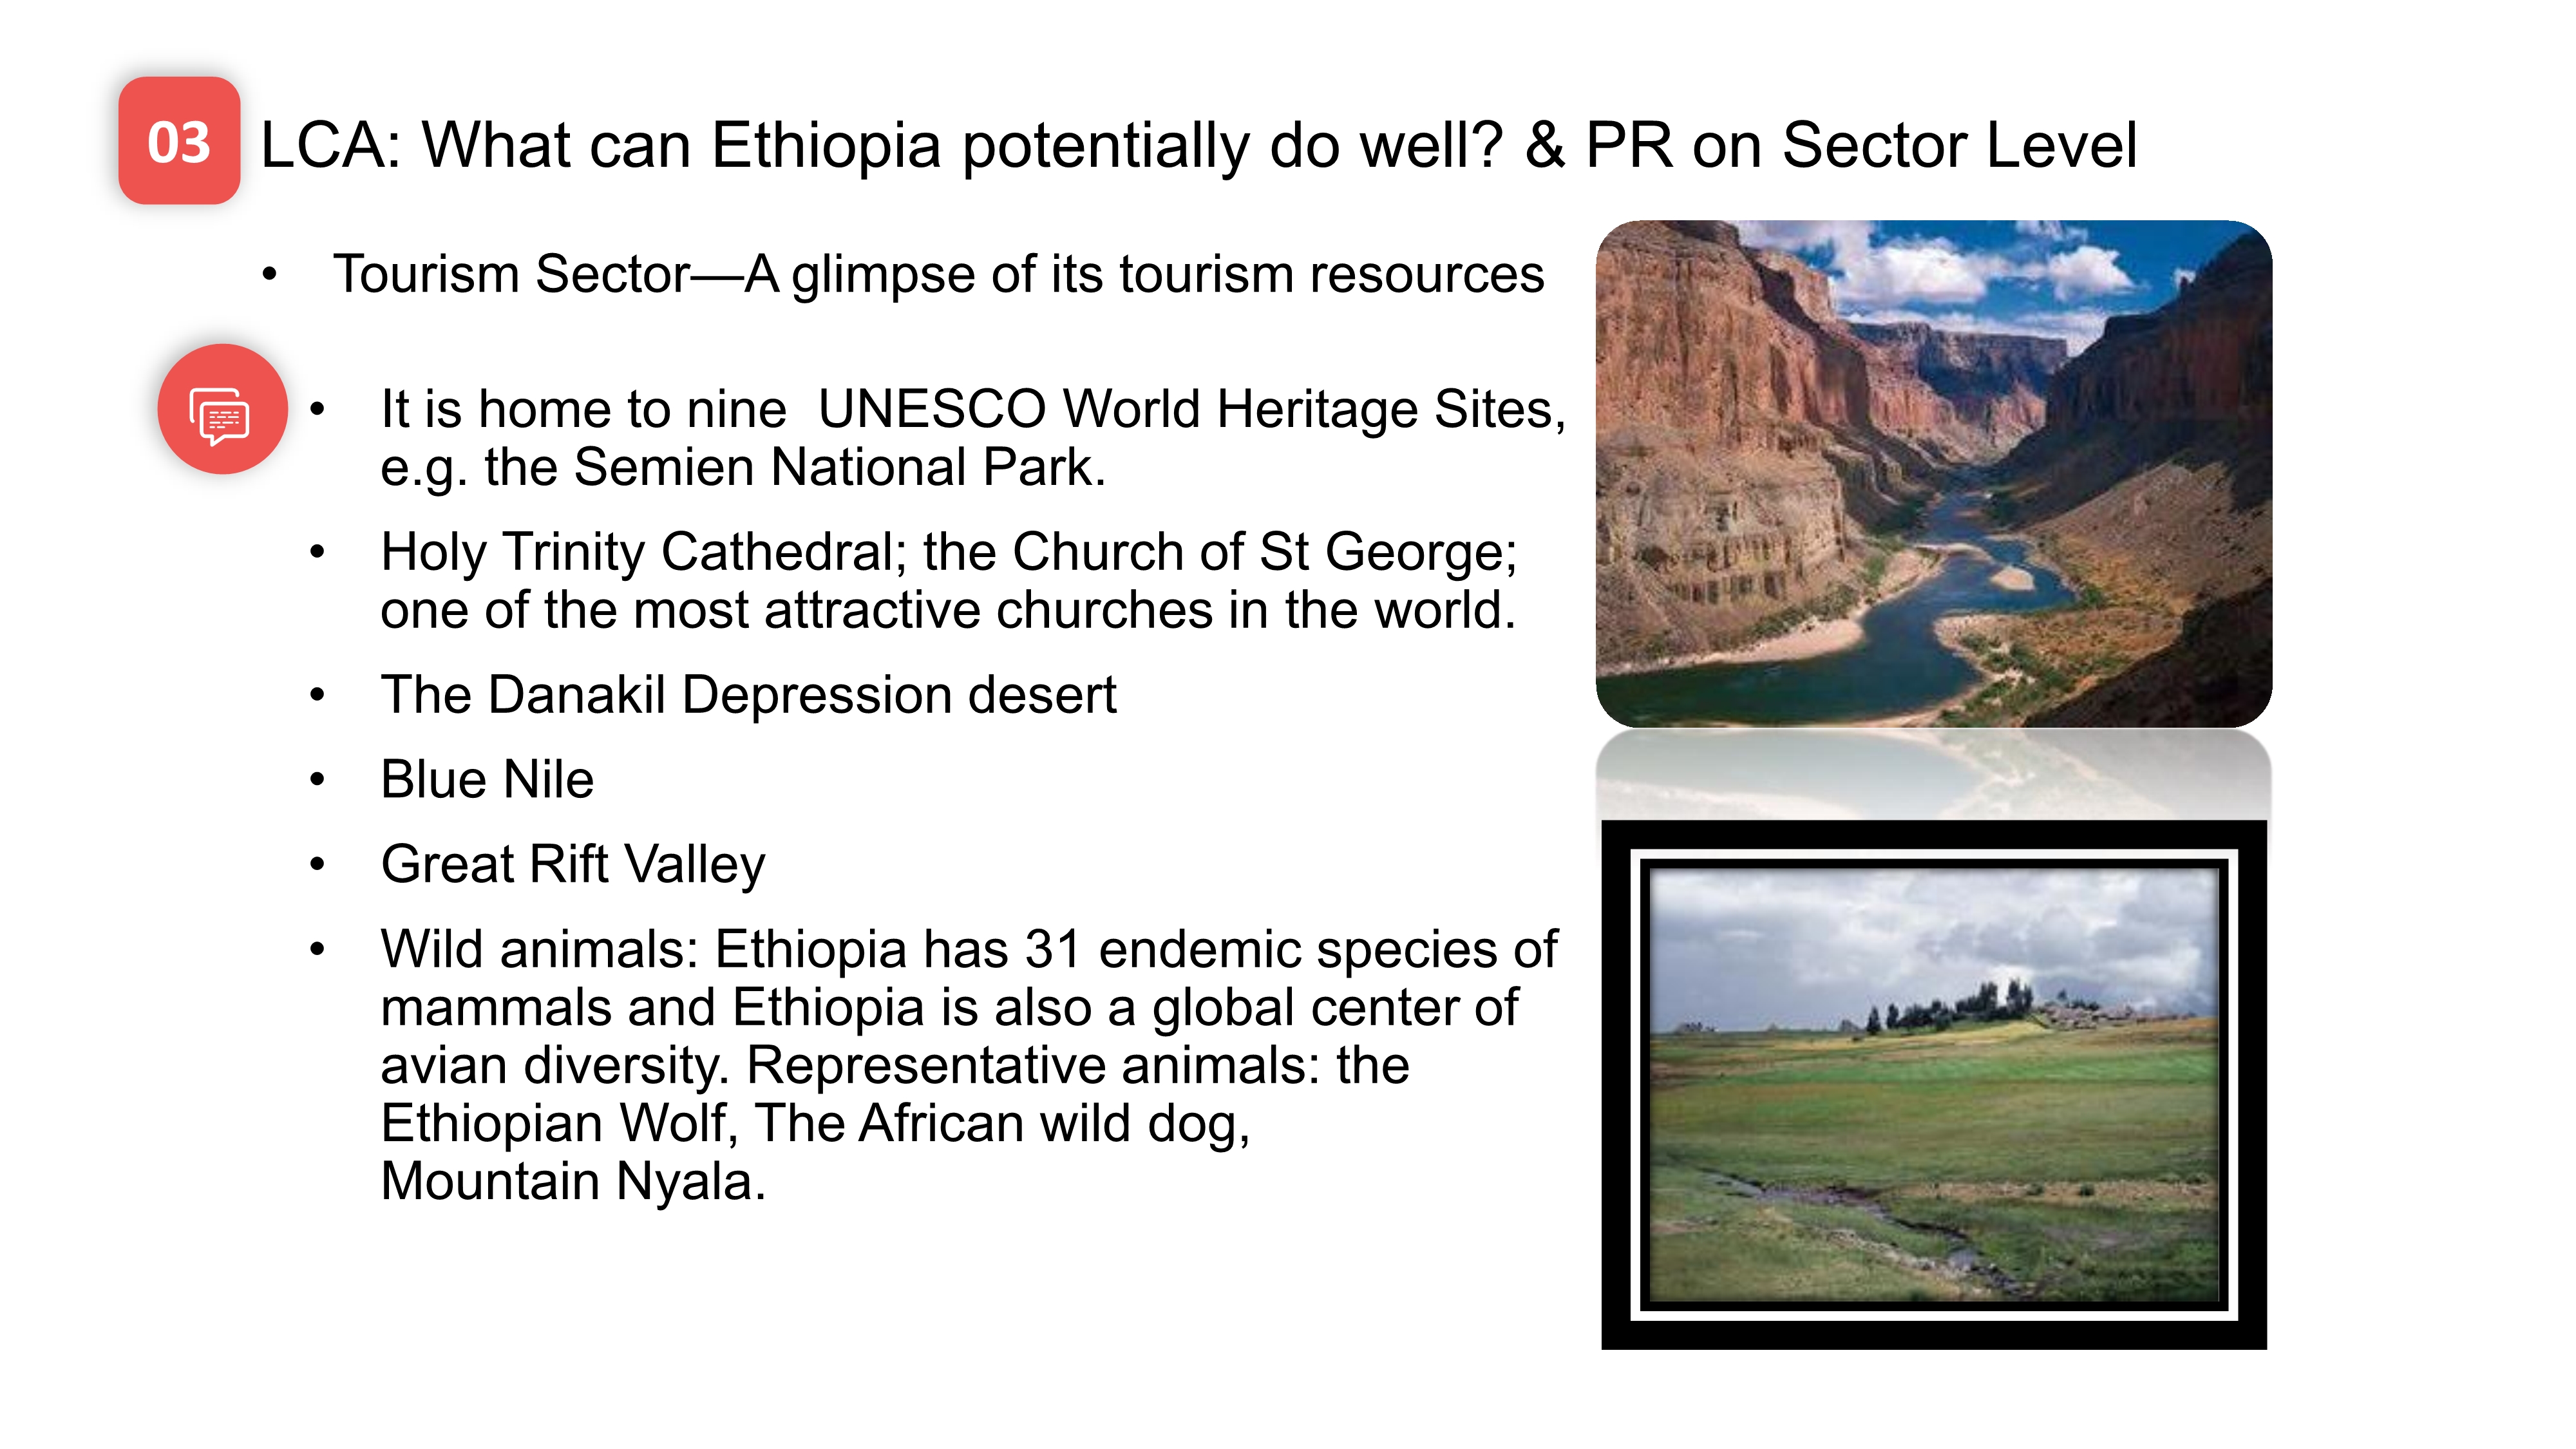 03
LCA: What can Ethiopia potentially do well? & PR on Sector Level
• Tourism Sector—A glimpse of its tourism resources
• It is home to nine  UNESCO World Heritage Sites,
e.g. the Semien National Park.
• Holy Trinity Cathedral; the Church of St George;
one of the most attractive churches in the world.
• The Danakil Depression desert
• Blue Nile
• Great Rift Valley
• Wild animals: Ethiopia has 31 endemic species of
mammals and Ethiopia is also a global center of
avian diversity. Representative animals: the
Ethiopian Wolf, The African wild dog,
Mountain Nyala.